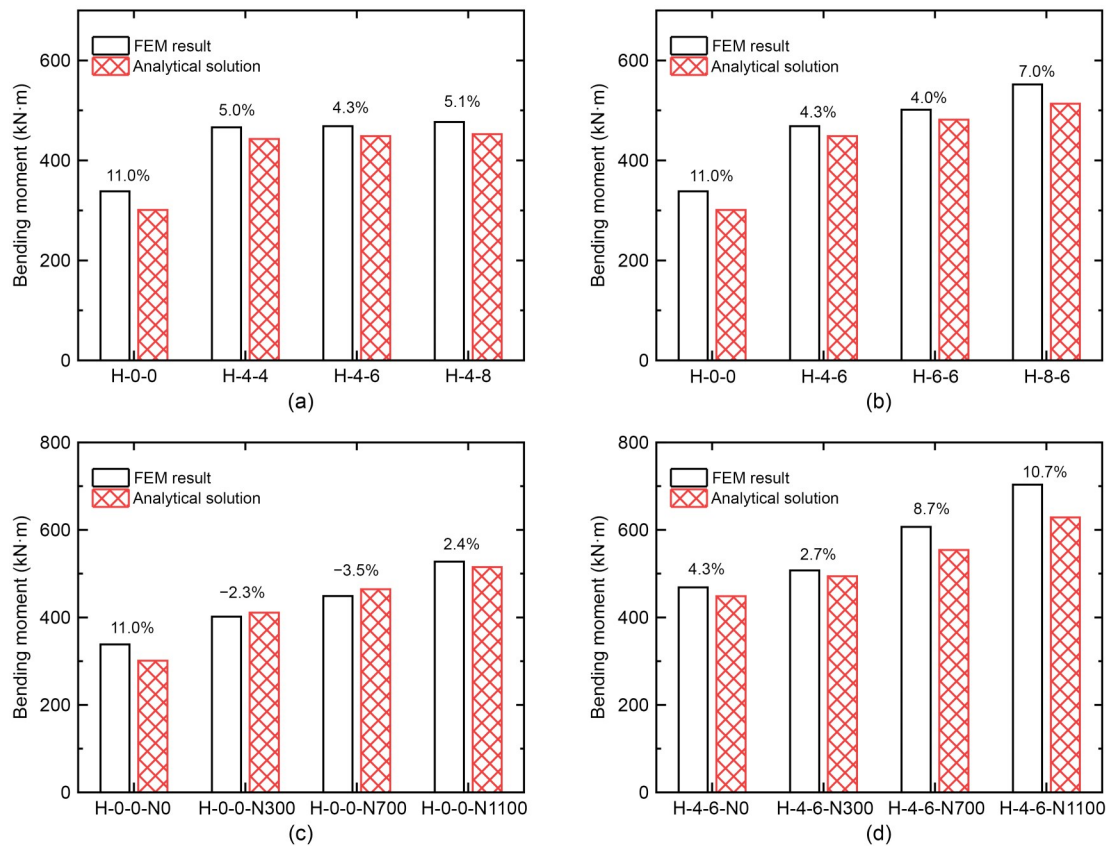 600
400
200
0
Bending moment (kN·m)
FEM result
Analytical solution
11.0%
5.0%
4.3%
5.1%
H-0-0
H-4-4
H-4-6
H-4-8
(a)
600
400
200
0
Bending moment (kN·m)
FEM result
Analytical solution
11.0%
4.3%
4.0%
7.0%
H-0-0
H-4-6
H-6-6
H-8-6
(b)
800
600
400
200
0
Bending moment (kN·m)
FEM result
Analytical solution
11.0%
−2.3%
−3.5%
2.4%
H-0-0-N0
H-0-0-N300
H-0-0-N700
H-0-0-N1100
(c)
800
600
400
200
0
Bending moment (kN·m)
FEM result
Analytical solution
4.3%
2.7%
8.7%
10.7%
H-4-6-N0
H-4-6-N300
H-4-6-N700
H-4-6-N1100
(d)